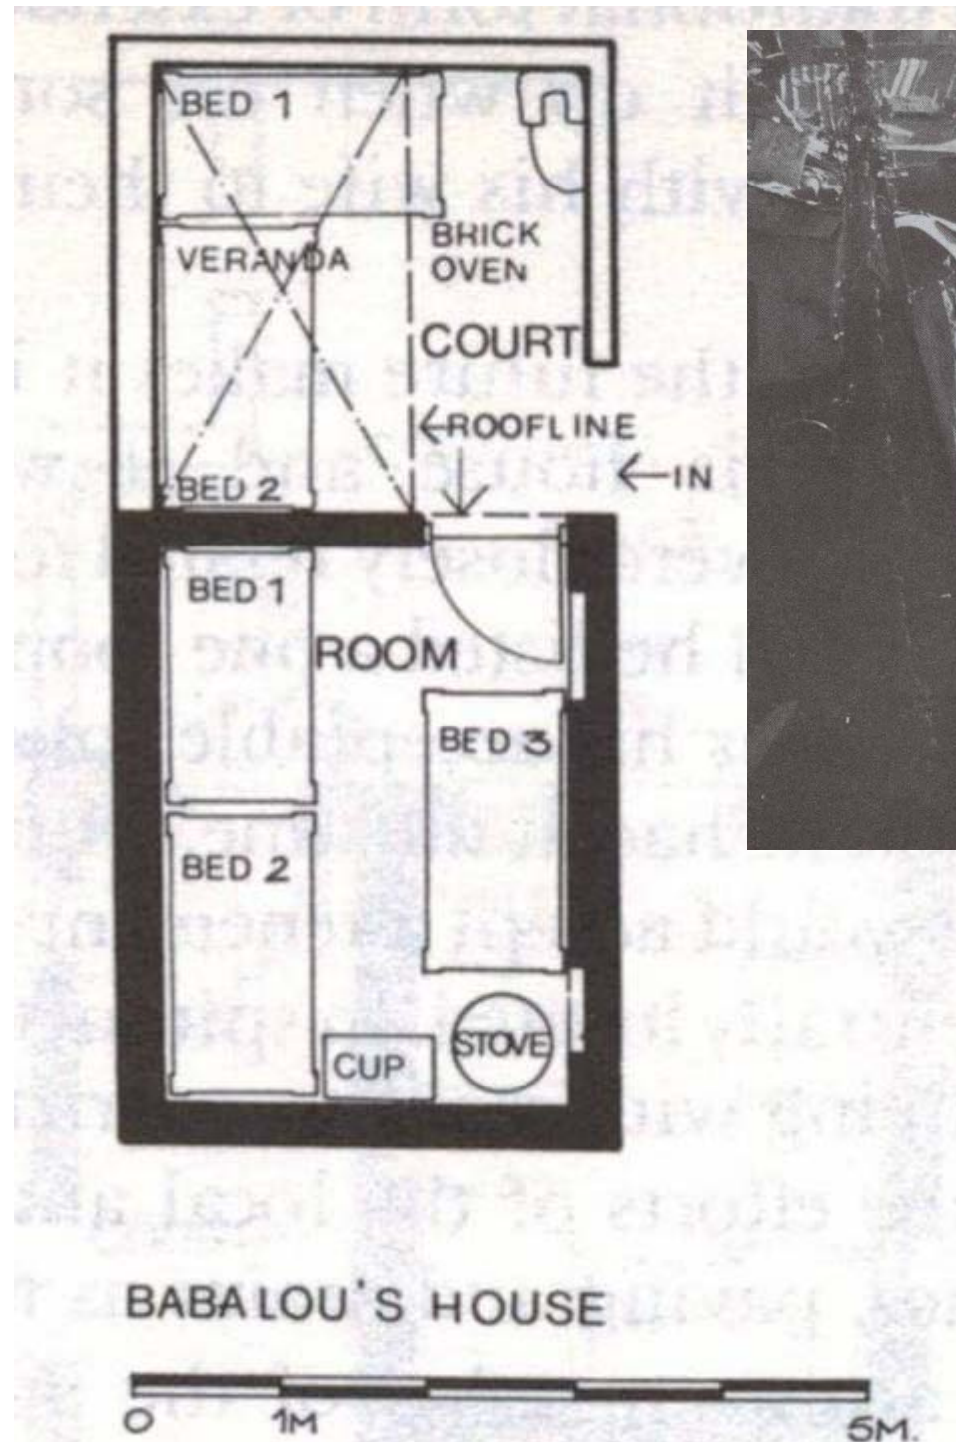 BED 1
VERANDA
BRICK
OVEN
COURT
←ROOFLINE
←IN
BED 2
BED 1
ROOM
BED 3
BED 2
CUP
STOVE
BABALOU'S HOUSE
0 1M 5M.